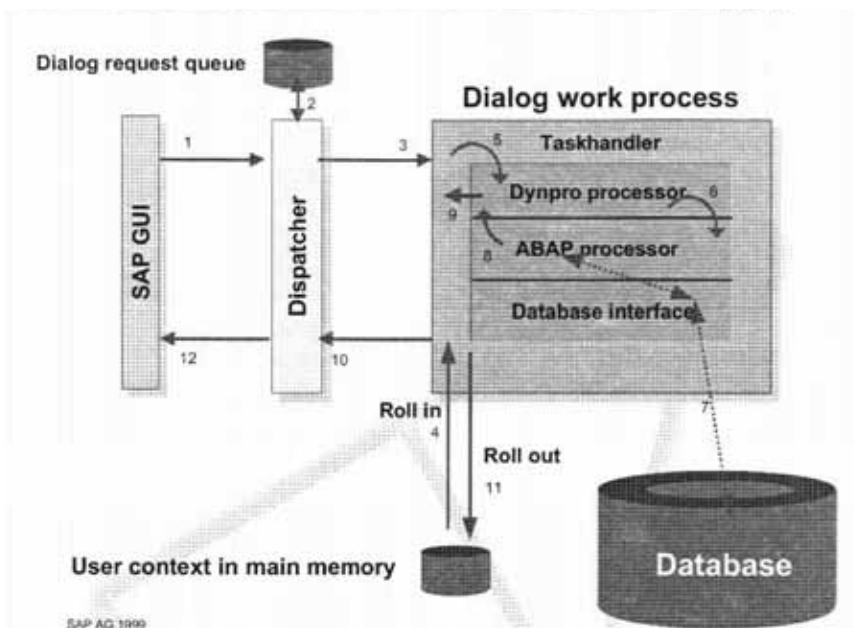 Dialog request queue
2
Dialog work process
SAP GUI
1
Dispatcher
3
5
Taskhandler
Dynpro processor
6
9
8
ABAP processor
Database interface
12
10
Roll in
4
7
Roll out
11
User context in main memory
Database
SAP AG 1999